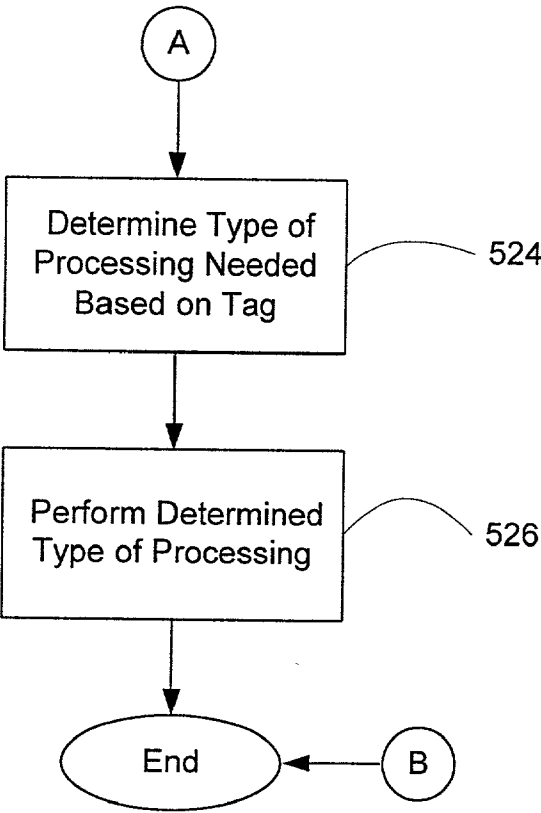 A
Determine Type of
Processing Needed
Based on Tag
524
Perform Determined
Type of Processing
526
End
B